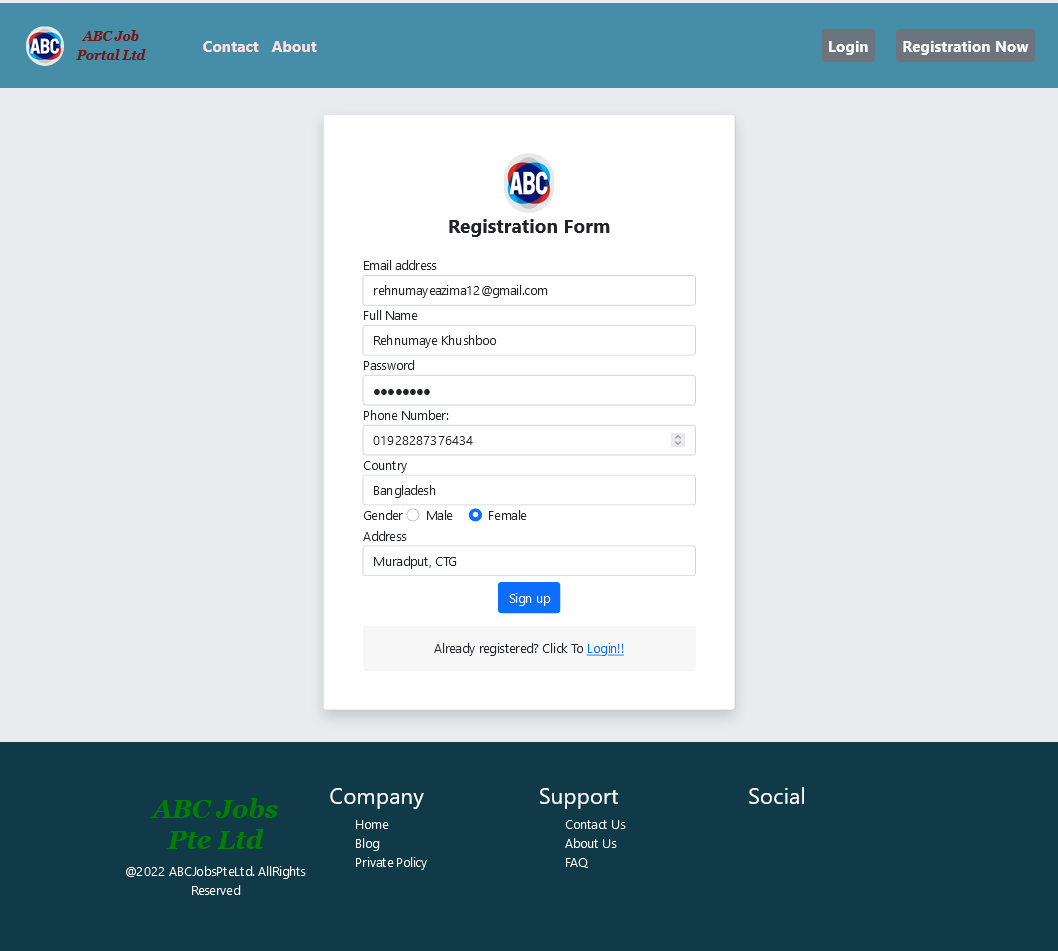 ABC
ABC Job
Portal Ltd
Contact About
Login
Registration Now
ABC
Registration Form
Email address
rehnumayeazima12@gmail.com
Full Name
Rehnumaye Khushboo
Password
••••••••
Phone Number:
01928287376434
Country
Bangladesh
Gender Male Female
Address
Muradput, CTG
Sign up
Already registered? Click To Login!!
ABC Jobs
Pte Ltd
@2022 ABCJobsPteLtd. AllRights
Reserved
Company
Home
Blog
Private Policy
Support
Contact Us
About Us
FAQ
Social